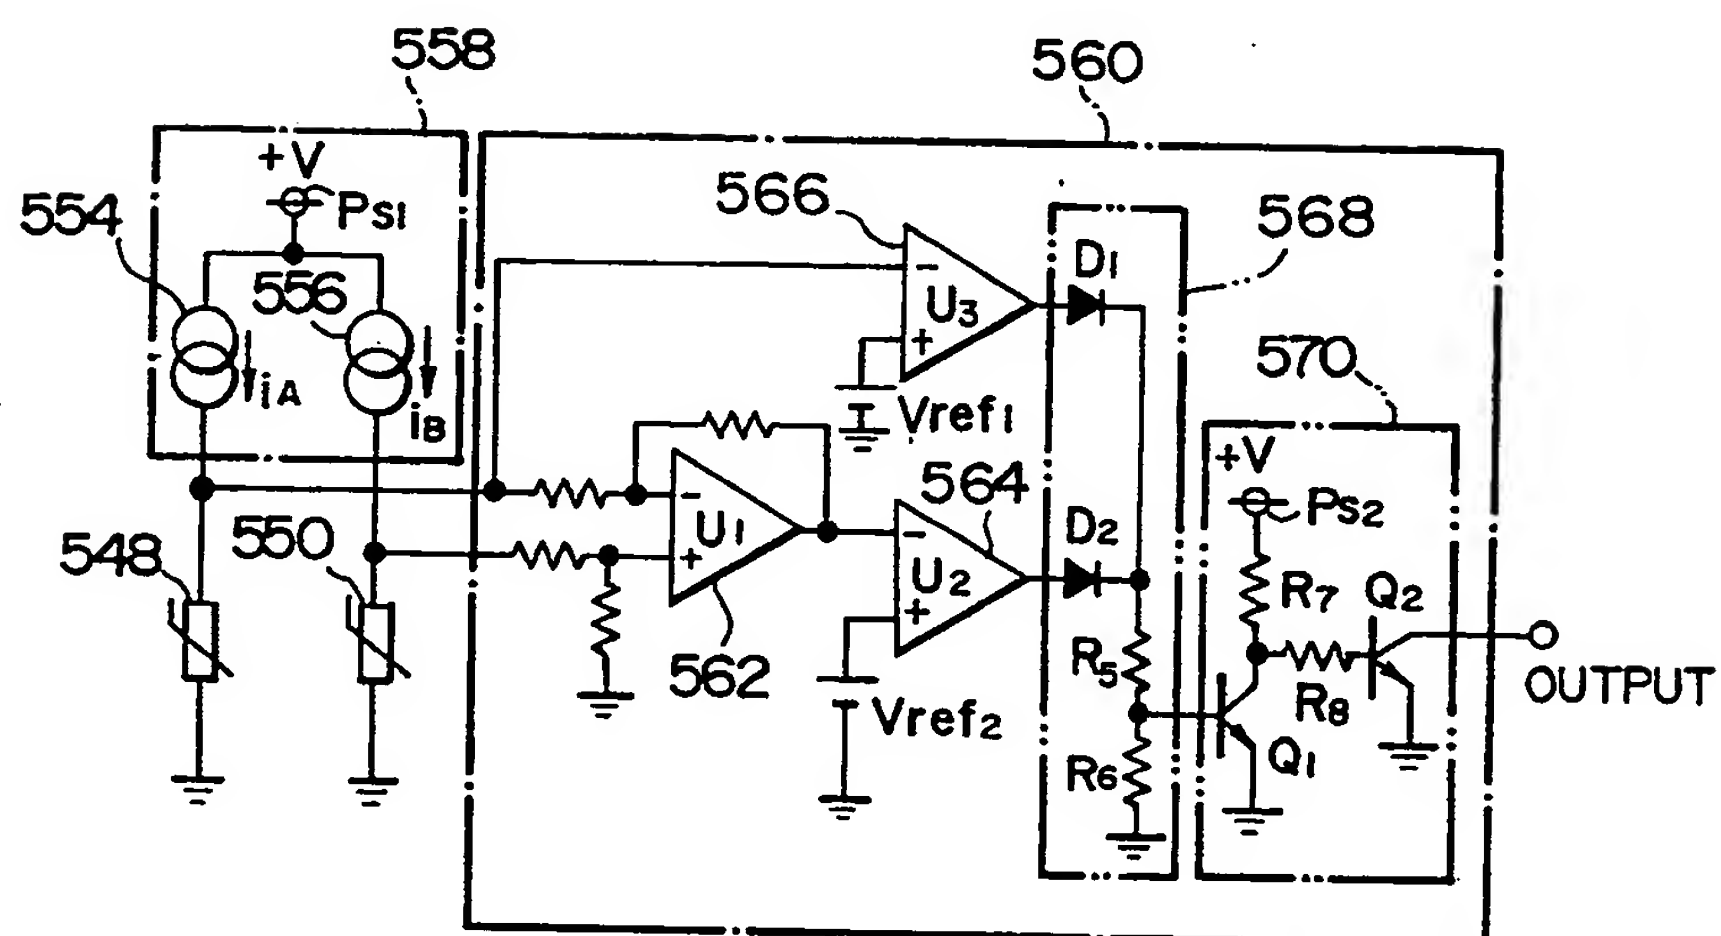 558
560
+V
566
PS1
568
554
D1
556
−
U3
+
570
iA
iB
Vref1
+V
564
PS2
−
U1
+
D2
550
548
−
U2
+
R7
Q2
562
R5
R8
OUTPUT
Vref2
R6
Q1